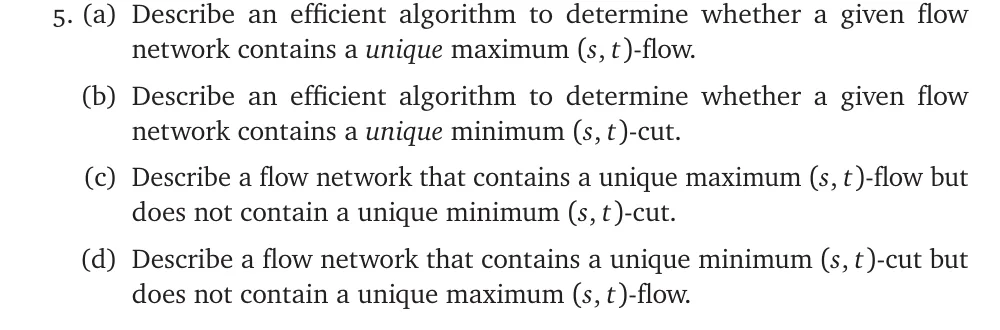 5. (a) Describe an efficient algorithm to determine whether a given flow
network contains a unique maximum (s, t)-flow.
(b) Describe an efficient algorithm to determine whether a given flow
network contains a unique minimum (s, t)-cut.
(c) Describe a flow network that contains a unique maximum (s, t)-flow but
does not contain a unique minimum (s, t)-cut.
(d) Describe a flow network that contains a unique minimum (s, t)-cut but
does not contain a unique maximum (s, t)-flow.